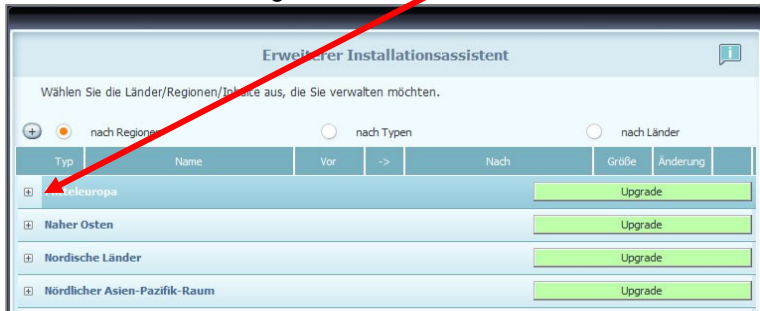 Erweiterer Installationsassistent
Wählen Sie die Länder/Regionen/Inhalte aus, die Sie verwalten möchten.
nach Regionen nach Typen nach Länder
Typ Name Vor -> Nach Größe Änderung
Mitteleuropa Upgrade
Naher Osten Upgrade
Nordische Länder Upgrade
Nördlicher Asien-Pazifik-Raum Upgrade